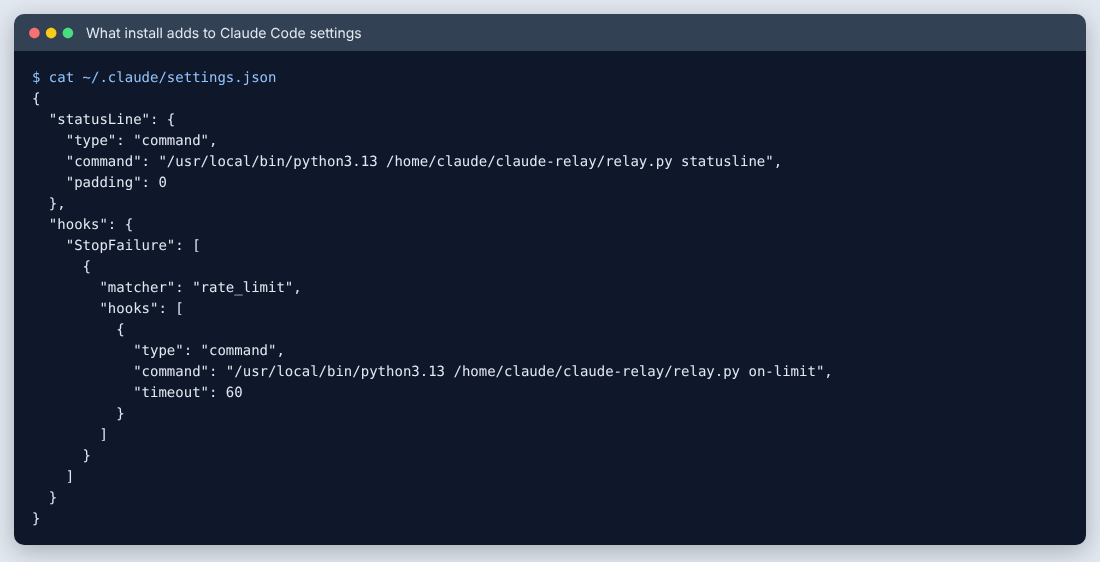 What install adds to Claude Code settings
$ cat ~/.claude/settings.json
{
  "statusLine": {
    "type": "command",
    "command": "/usr/local/bin/python3.13 /home/claude/claude-relay/relay.py statusline",
    "padding": 0
  },
  "hooks": {
    "StopFailure": [
      {
        "matcher": "rate_limit",
        "hooks": [
          {
            "type": "command",
            "command": "/usr/local/bin/python3.13 /home/claude/claude-relay/relay.py on-limit",
            "timeout": 60
          }
        ]
      }
    ]
  }
}